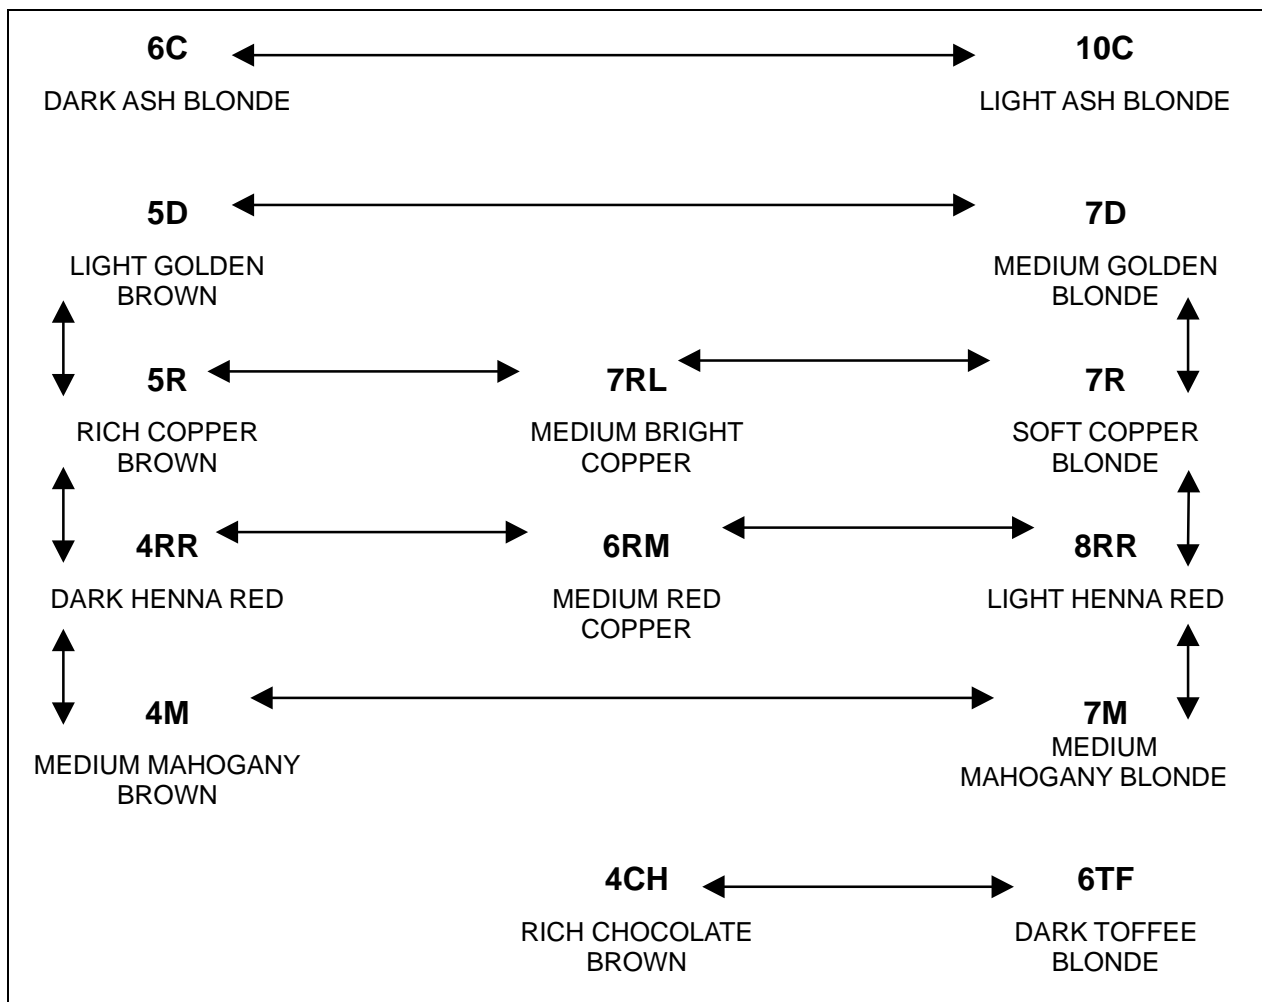 6C
10C
DARK ASH BLONDE
LIGHT ASH BLONDE
5D
7D
LIGHT GOLDEN
BROWN
MEDIUM GOLDEN
BLONDE
5R
7RL
7R
RICH COPPER
BROWN
MEDIUM BRIGHT
COPPER
SOFT COPPER
BLONDE
4RR
6RM
8RR
DARK HENNA RED
MEDIUM RED
COPPER
LIGHT HENNA RED
4M
7M
MEDIUM MAHOGANY
BROWN
MEDIUM
MAHOGANY BLONDE
4CH
6TF
RICH CHOCOLATE
BROWN
DARK TOFFEE
BLONDE